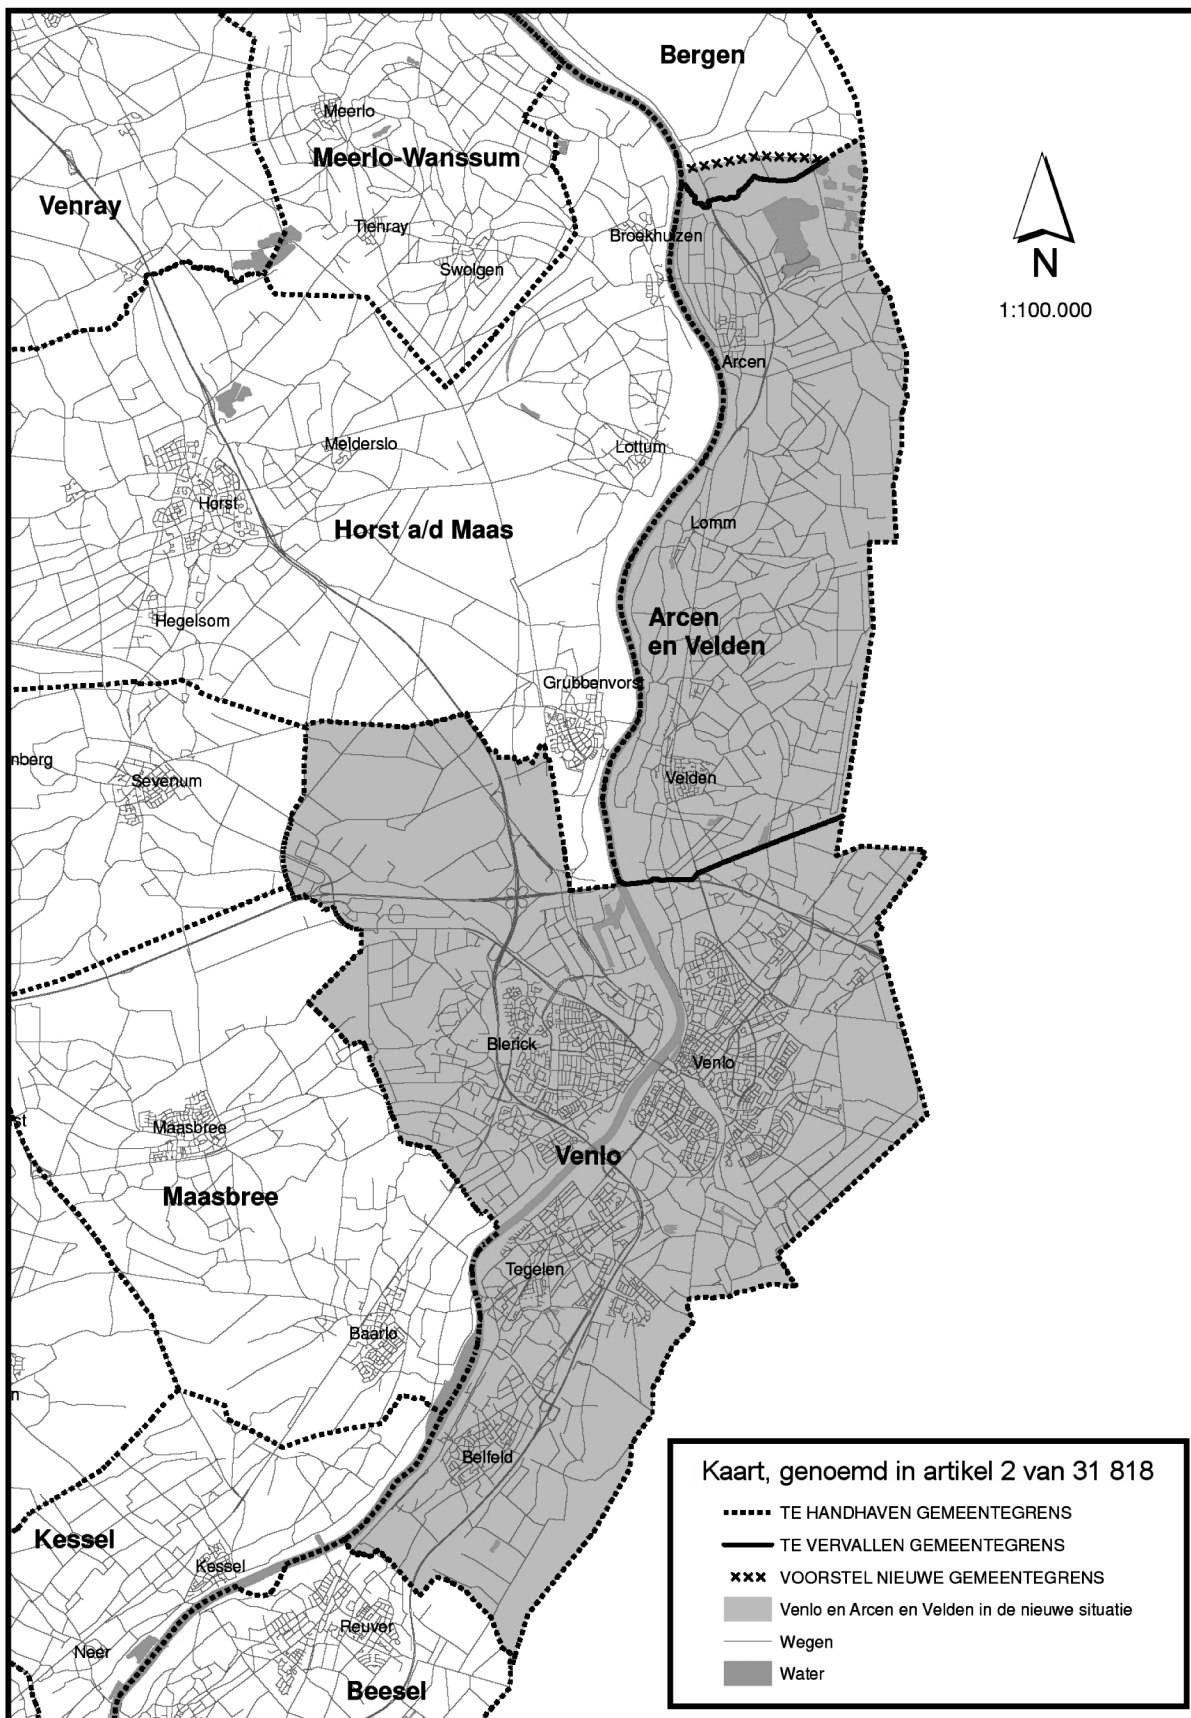 Bergen
Meerlo
Meerlo-Wanssum
Venray
Tienray
Broekhuizen
Swolgen
N
1:100.000
Arcen
Melderslo
Lottum
Horst
Lomm
Horst a/d Maas
Hegelsom
Arcen
en Velden
Grubbenvorst
nberg
Sevenum
Velden
Blerick
Venlo
st
Maasbree
Venlo
Maasbree
Tegelen
Baarlo
n
Belfeld
Kessel
Kessel
Reuver
Neer
Beesel
Kaart, genoemd in artikel 2 van 31 818
TE HANDHAVEN GEMEENTEGRENS
TE VERVALLEN GEMEENTEGRENS
VOORSTEL NIEUWE GEMEENTEGRENS
Venlo en Arcen en Velden in de nieuwe situatie
Wegen
Water